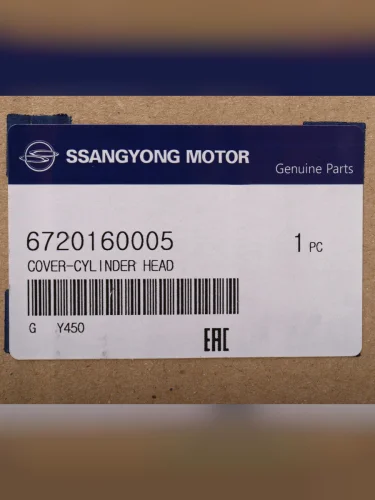 SSANGYONG MOTOR
Genuine Parts
6720160005 1 PC
COVER-CYLINDER HEAD
G Y450
EAC